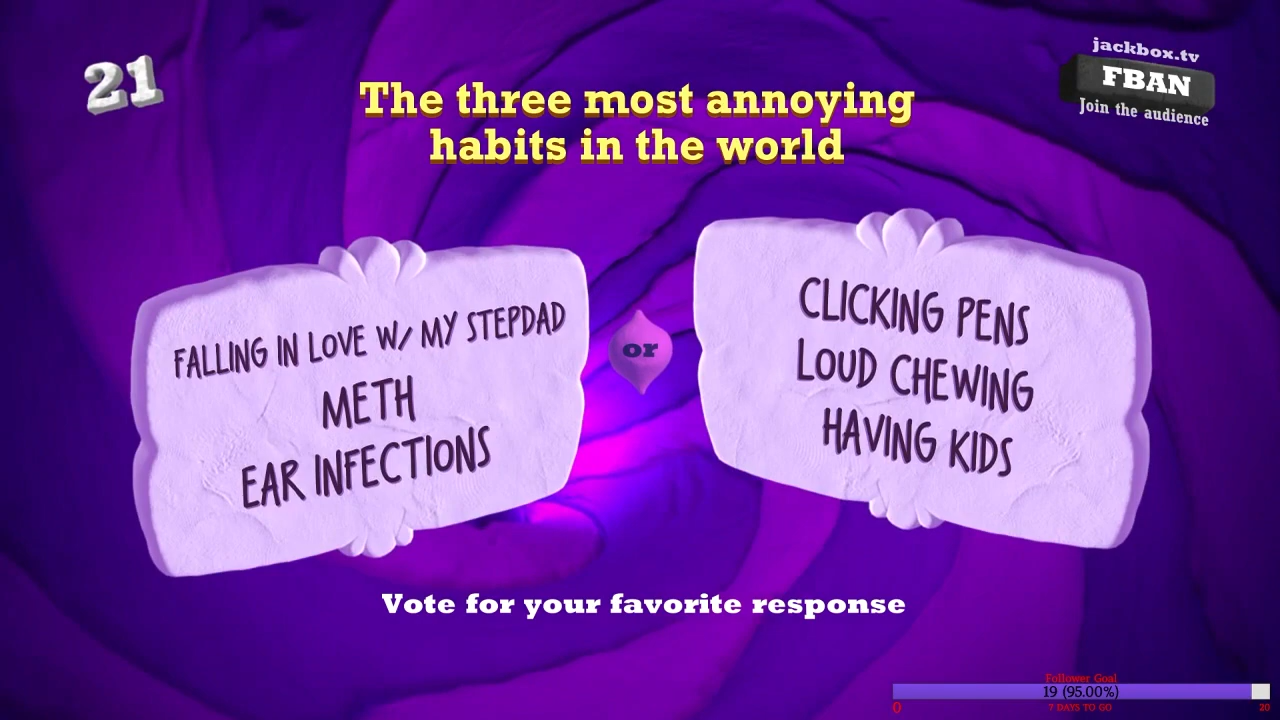 21
jackbox.tv
FBAN
Join the audience
The three most annoying
habits in the world
FALLING IN LOVE W/ MY STEPDAD
METH
EAR INFECTIONS
or
CLICKING PENS
LOUD CHEWING
HAVING KIDS
Vote for your favorite response
Follower Goal
19 (95.00%)
0
7 DAYS TO GO
20